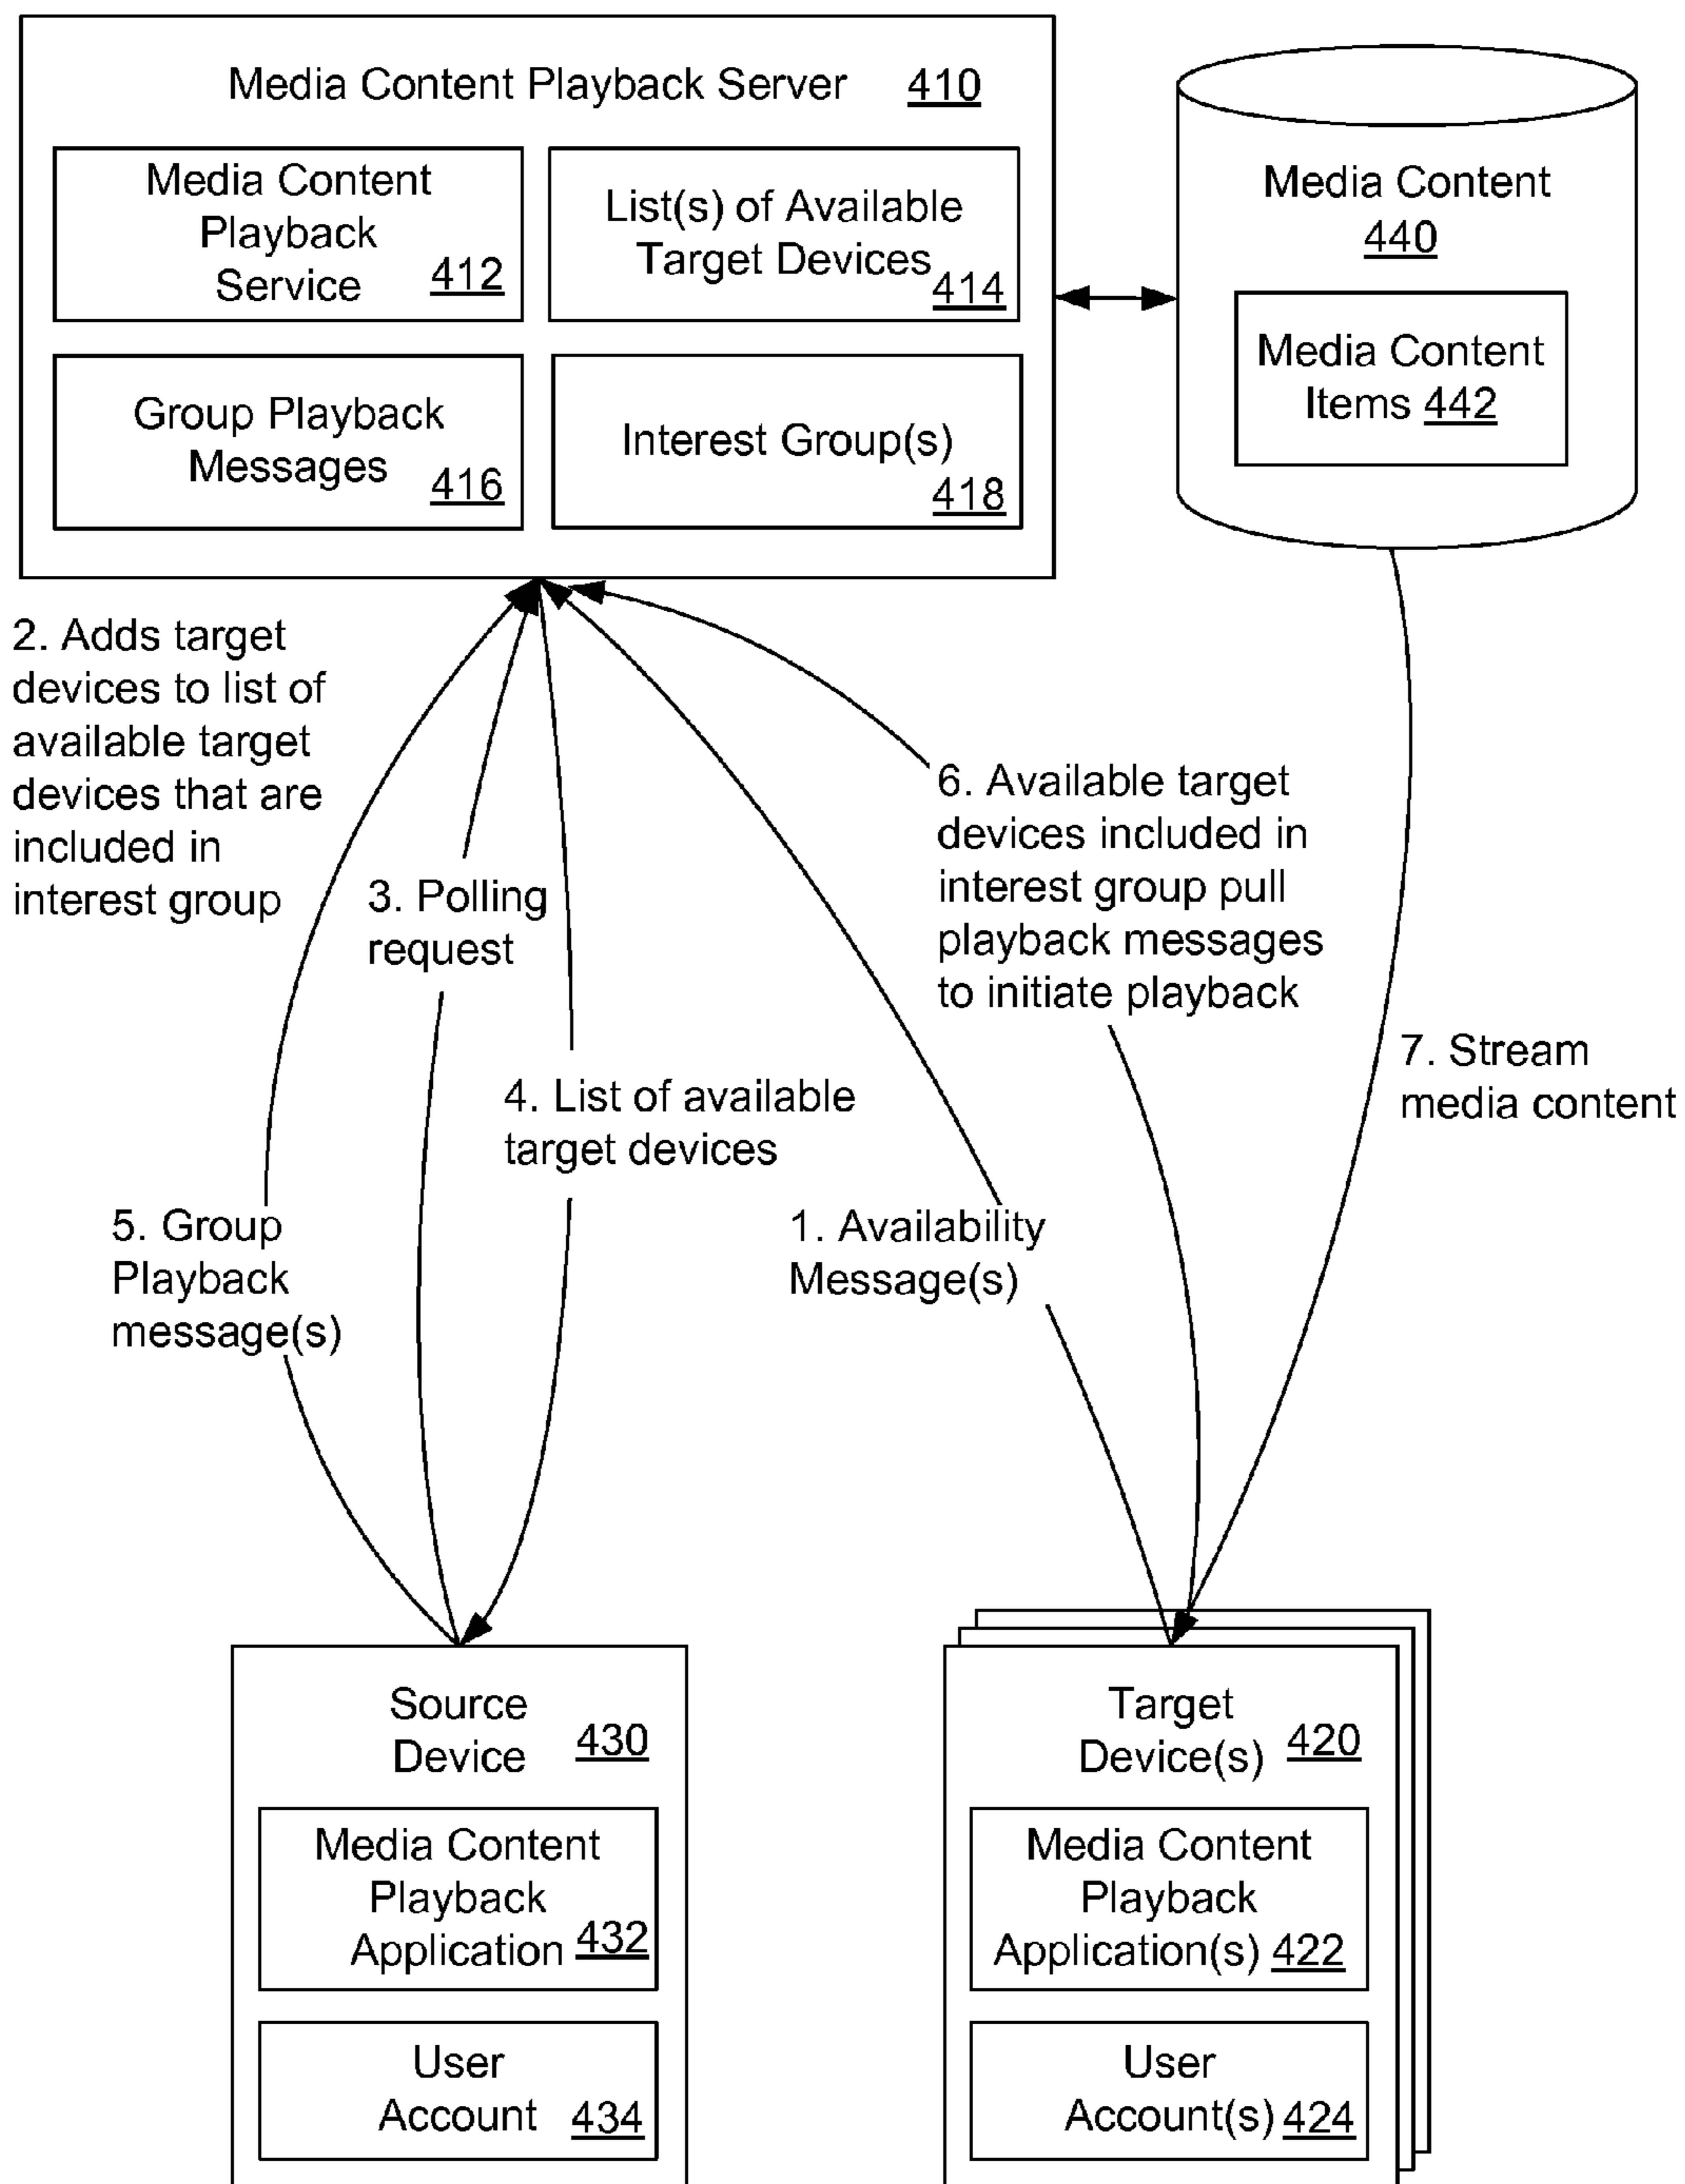 Media Content Playback Server 410
Media Content
Playback
Service 412
List(s) of Available
Target Devices 414
Group Playback
Messages 416
Interest Group(s)
418
Media Content
440
Media Content
Items 442
2. Adds target
devices to list of
available target
devices that are
included in
interest group
3. Polling
request
4. List of available
target devices
5. Group
Playback
message(s)
1. Availability
Message(s)
6. Available target
devices included in
interest group pull
playback messages
to initiate playback
7. Stream
media content
Source
Device 430
Media Content
Playback
Application 432
User
Account 434
Target
Device(s) 420
Media Content
Playback
Application(s) 422
User
Account(s) 424